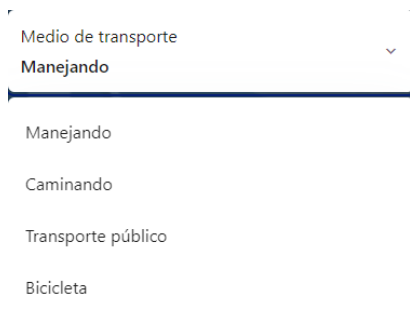 Medio de transporte
Manejando
Manejando
Caminando
Transporte público
Bicicleta